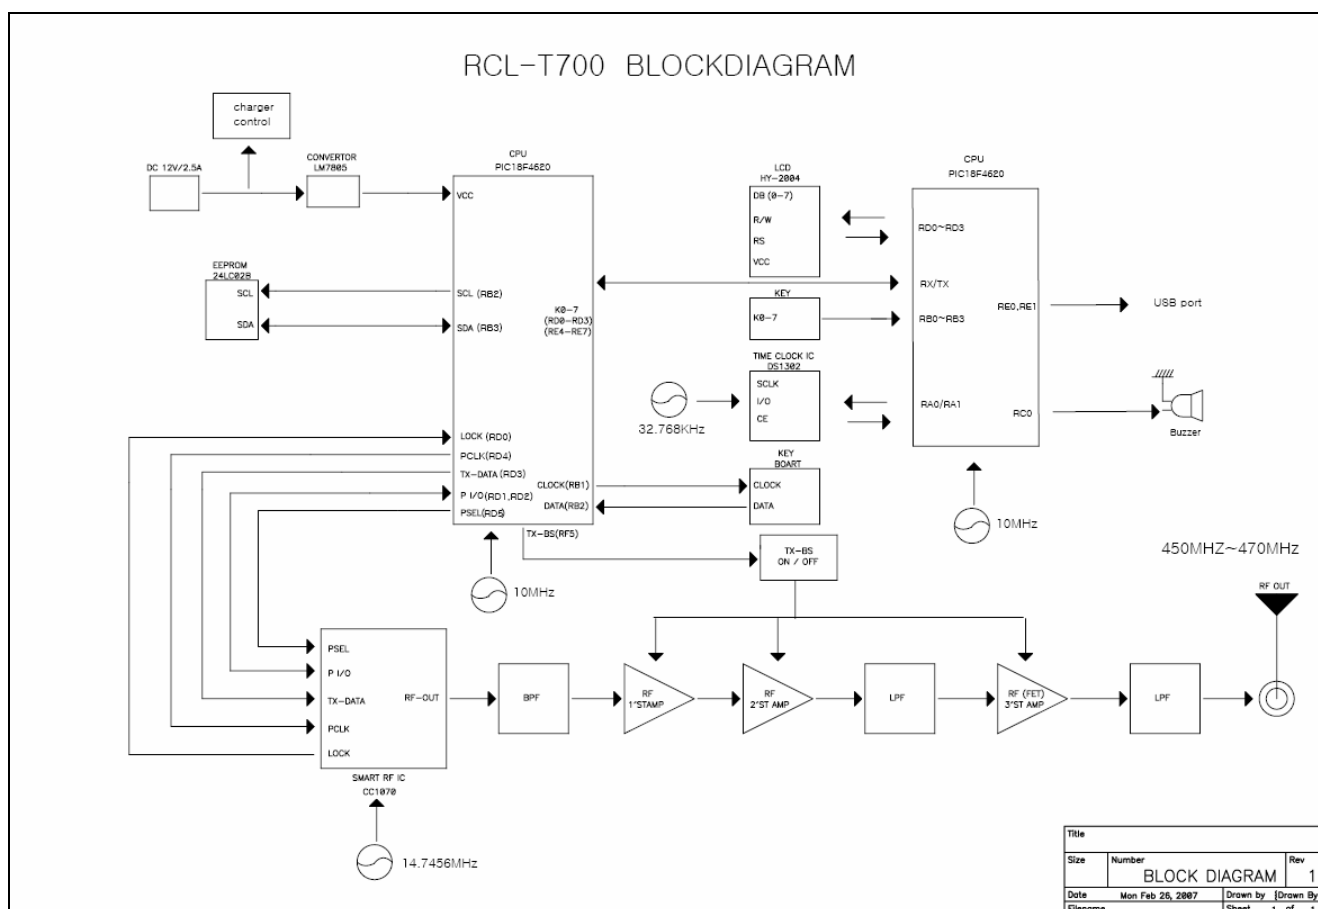 RCL-T700 BLOCKDIAGRAM
charger
control
DC 12V/2.5A
CONVERTOR
LM7805
CPU
PIC18F4620
VCC
SCL (RB2)
SDA (RB3)
K0-7
(RD0-RD3)
(RE4-RE7)
LOCK (RD0)
PCLK(RD4)
TX-DATA (RD3)
P I/O(RD1,RD2)
PSEL(RD5)
CLOCK(RB1)
DATA(RB2)
TX-BS(RF5)
EEPROM
24LC02B
SCL
SDA
LCD
HY-2004
DB (0-7)
R/W
RS
VCC
KEY
K0-7
TIME CLOCK IC
DS1302
SCLK
I/O
CE
32.768KHz
KEY
BOART
CLOCK
DATA
CPU
PIC18F4620
RD0~RD3
RX/TX
RB0~RB3
RE0,RE1
RA0/RA1
RC0
USB port
Buzzer
10MHz
10MHz
TX-BS
ON / OFF
450MHZ~470MHz
RF OUT
PSEL
P I/O
TX-DATA
PCLK
LOCK
RF-OUT
SMART RF IC
CC1070
14.7456MHz
BPF
RF
1'STAMP
RF
2'ST AMP
LPF
RF (FET)
3'ST AMP
LPF
Title
Size
Number
Rev
BLOCK DIAGRAM
1
Date
Mon Feb 26, 2007
Drawn by
(Drawn By
Filename
Sheet 1 of 1